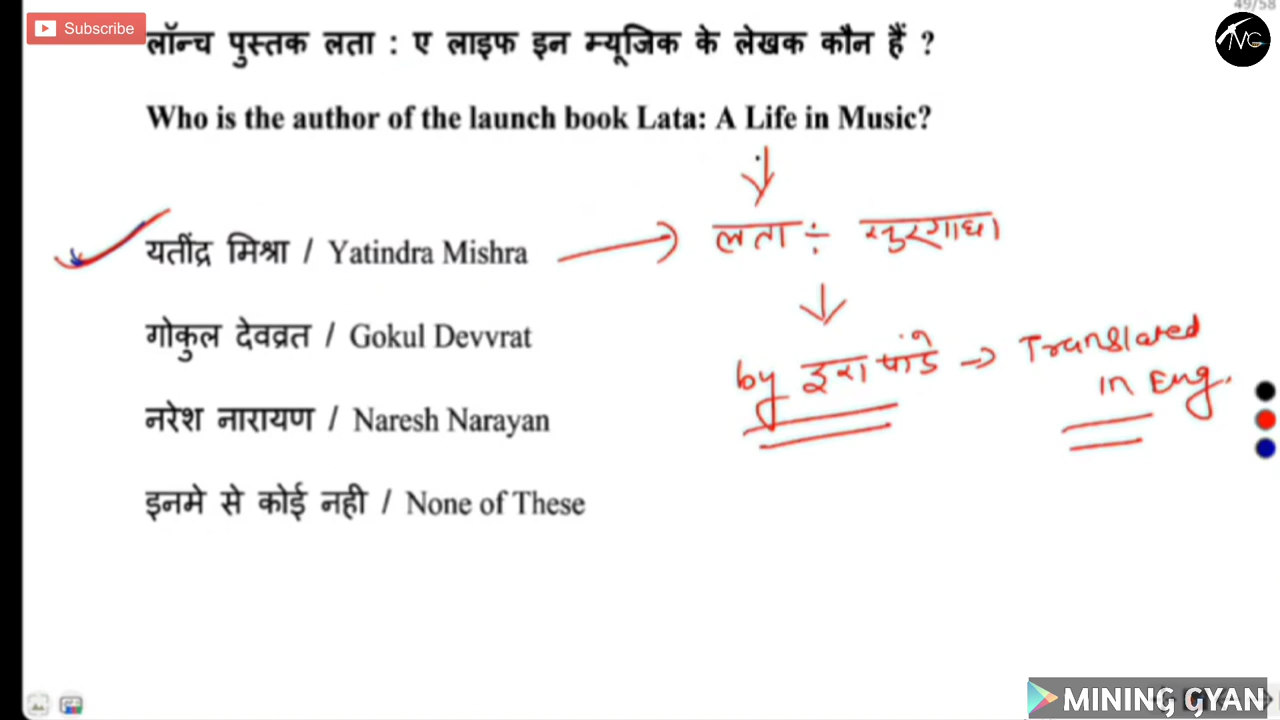 49/58
Subscribe
लॉन्च पुस्तक लता : ए लाइफ इन म्यूजिक के लेखक कौन हैं ?
Who is the author of the launch book Lata: A Life in Music?
यतींद्र मिश्रा / Yatindra Mishra
लता ÷ सुरगाथा
गोकुल देवव्रत / Gokul Devvrat
by इरा पांडे → Translated
in Eng.
नरेश नारायण / Naresh Narayan
इनमे से कोई नही / None of These
MINING GYAN